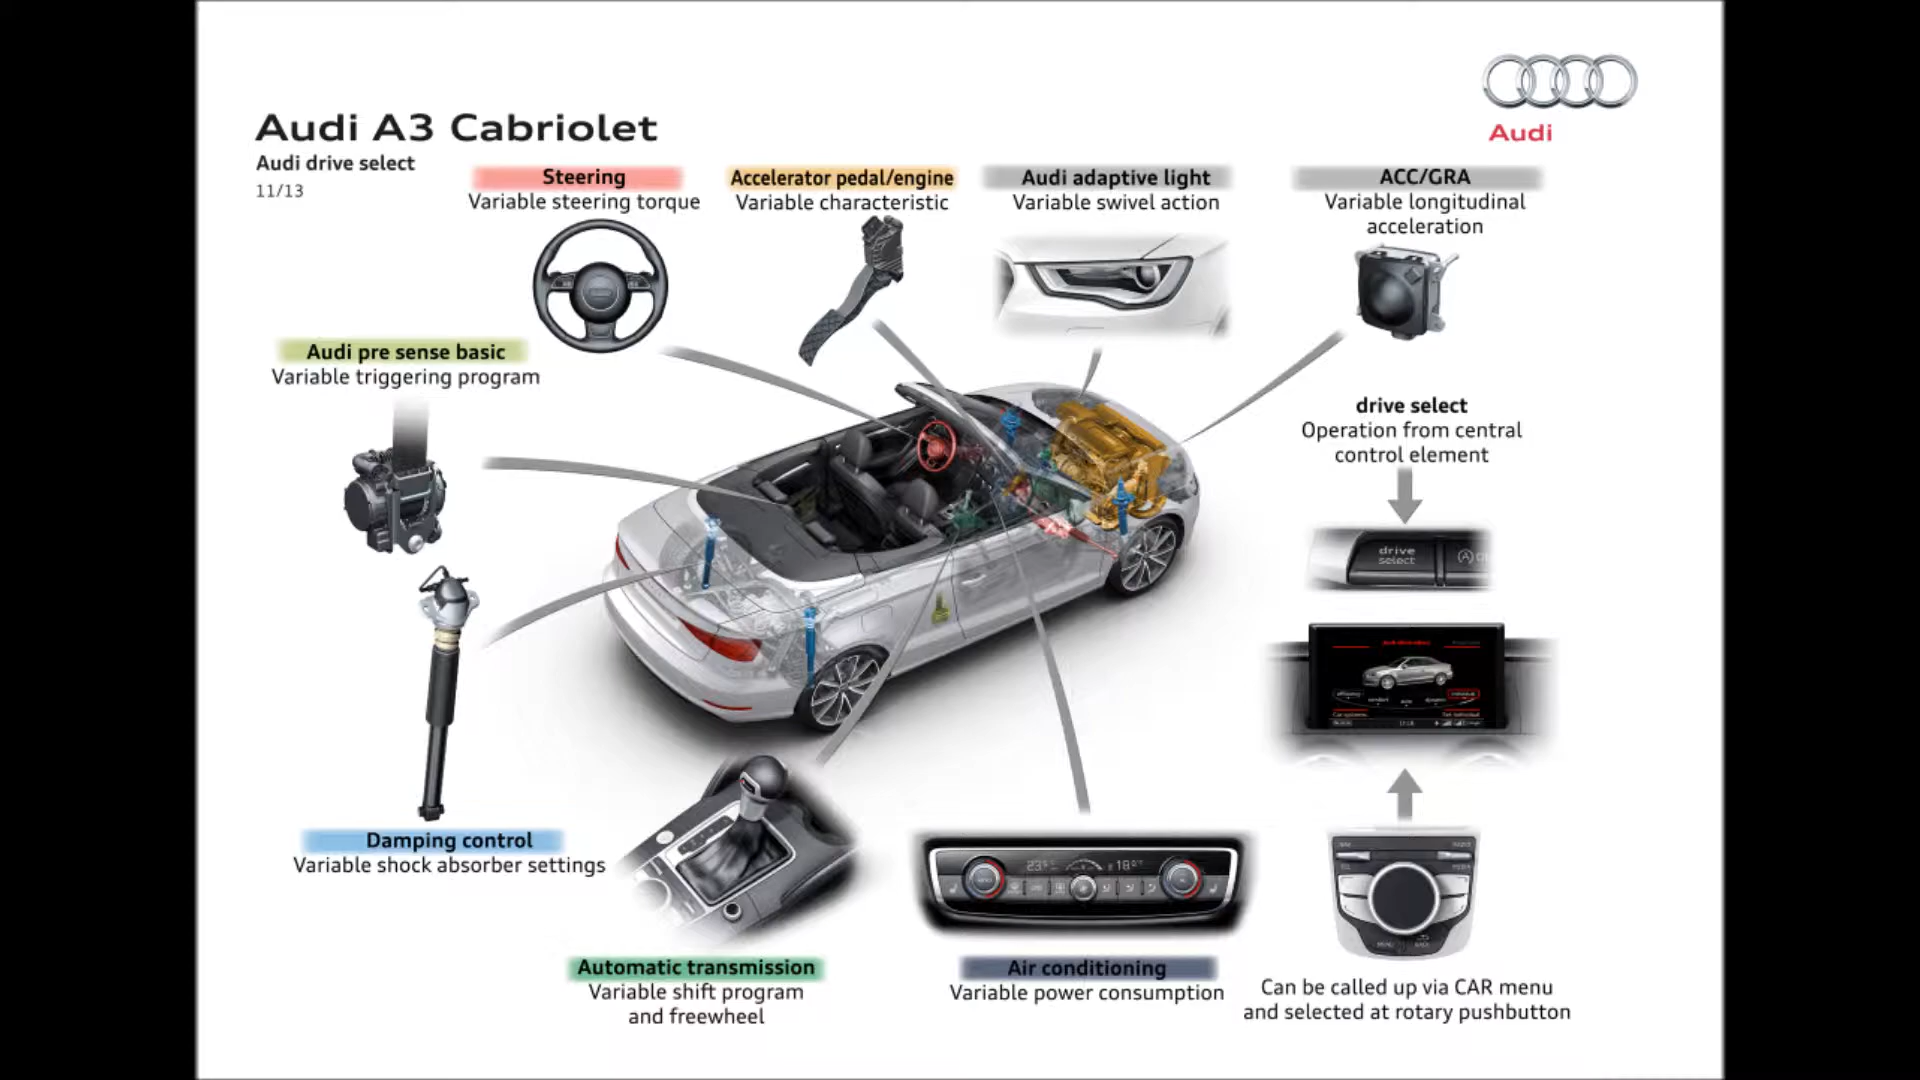 Audi A3 Cabriolet
Audi
Audi drive select
11/13
Steering
Variable steering torque
Accelerator pedal/engine
Variable characteristic
Audi adaptive light
Variable swivel action
ACC/GRA
Variable longitudinal
acceleration
Audi pre sense basic
Variable triggering program
drive select
Operation from central
control element
drive
select
Damping control
Variable shock absorber settings
Automatic transmission
Variable shift program
and freewheel
Air conditioning
Variable power consumption
Can be called up via CAR menu
and selected at rotary pushbutton